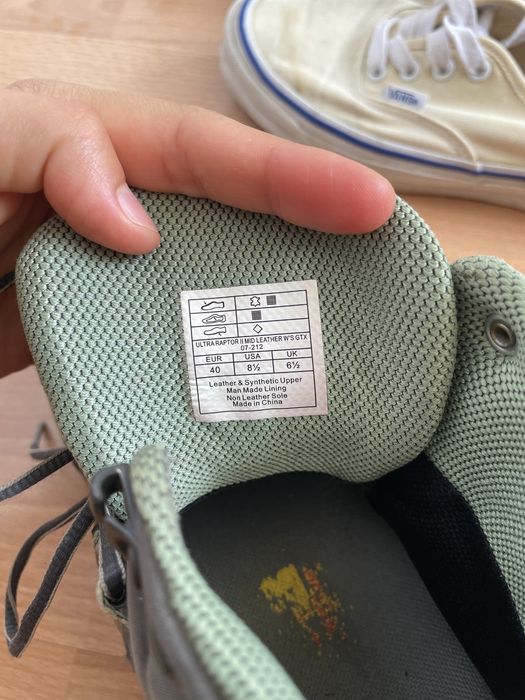 VANS
ULTRA RAPTOR II MID LEATHER W'S GTX
07-212
EUR USA UK
40 8½ 6½
Leather & Synthetic Upper
Man Made Lining
Non Leather Sole
Made in China